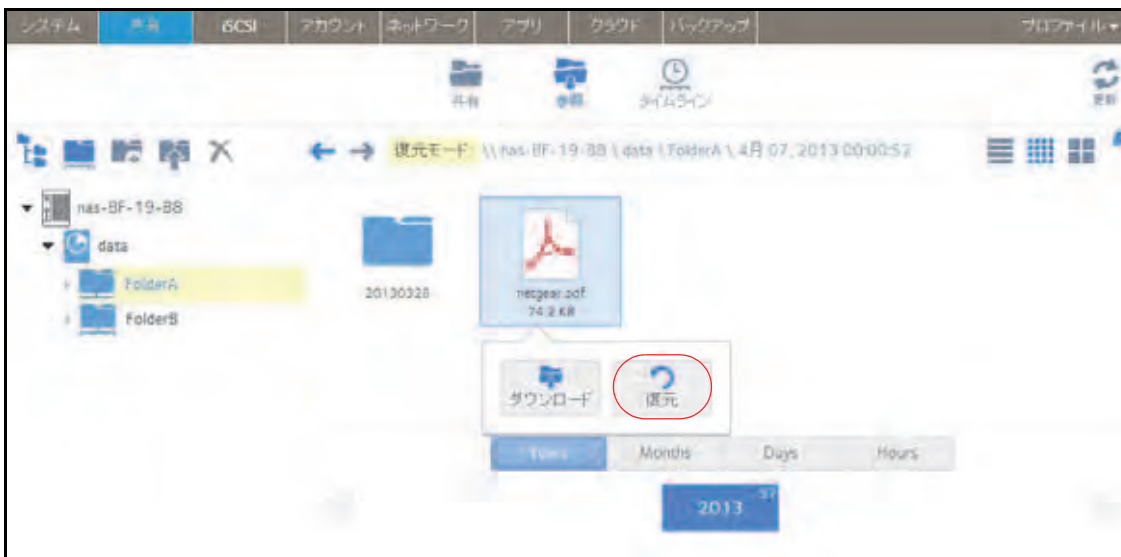 システム 共有 iSCSI アカウント ネットワーク アプリ クラウド バックアップ プロファイル
共有 参照 タイムライン 更新
復元モード: \\ nas-BF-19-B8 \ data \ FolderA \ 4月 07, 2013 00:00:52
nas-BF-19-B8
data
FolderA
FolderB
20130328
netgear.pdf
74.2 KB
ダウンロード 復元
Years Months Days Hours
2013 37